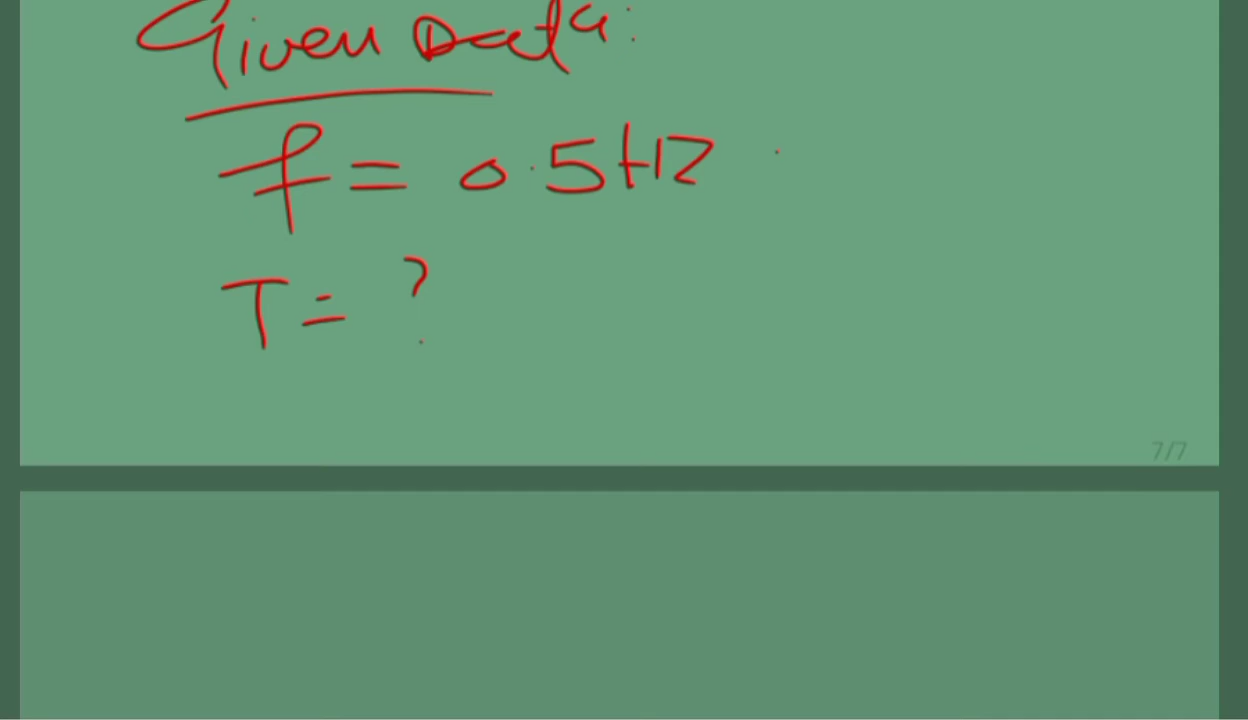 Given Data:
f = 0.5Hz
T = ?
7/7